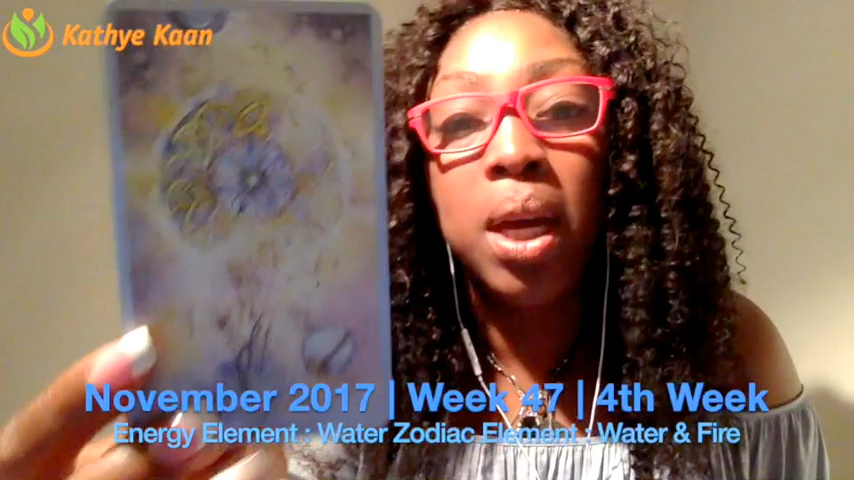 Kathye Kaan
November 2017 | Week 47 | 4th Week
Energy Element : Water Zodiac Element : Water & Fire